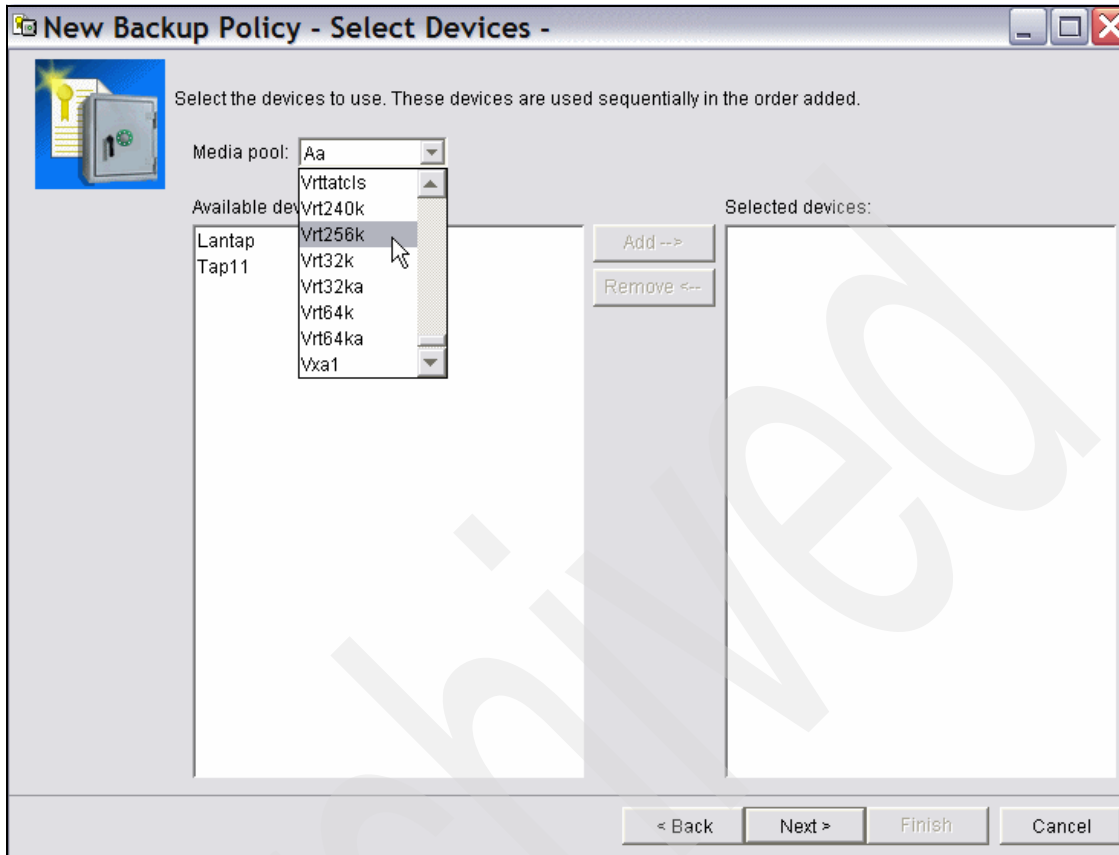 New Backup Policy - Select Devices -
Select the devices to use. These devices are used sequentially in the order added.
Media pool: Aa
Vrttatcls
Available dev
Vrt240k
Vrt256k
Vrt32k
Vrt32ka
Vrt64k
Vrt64ka
Vxa1
Lantap
Tap11
Add -->
Remove <--
Selected devices:
< Back
Next >
Finish
Cancel
hived